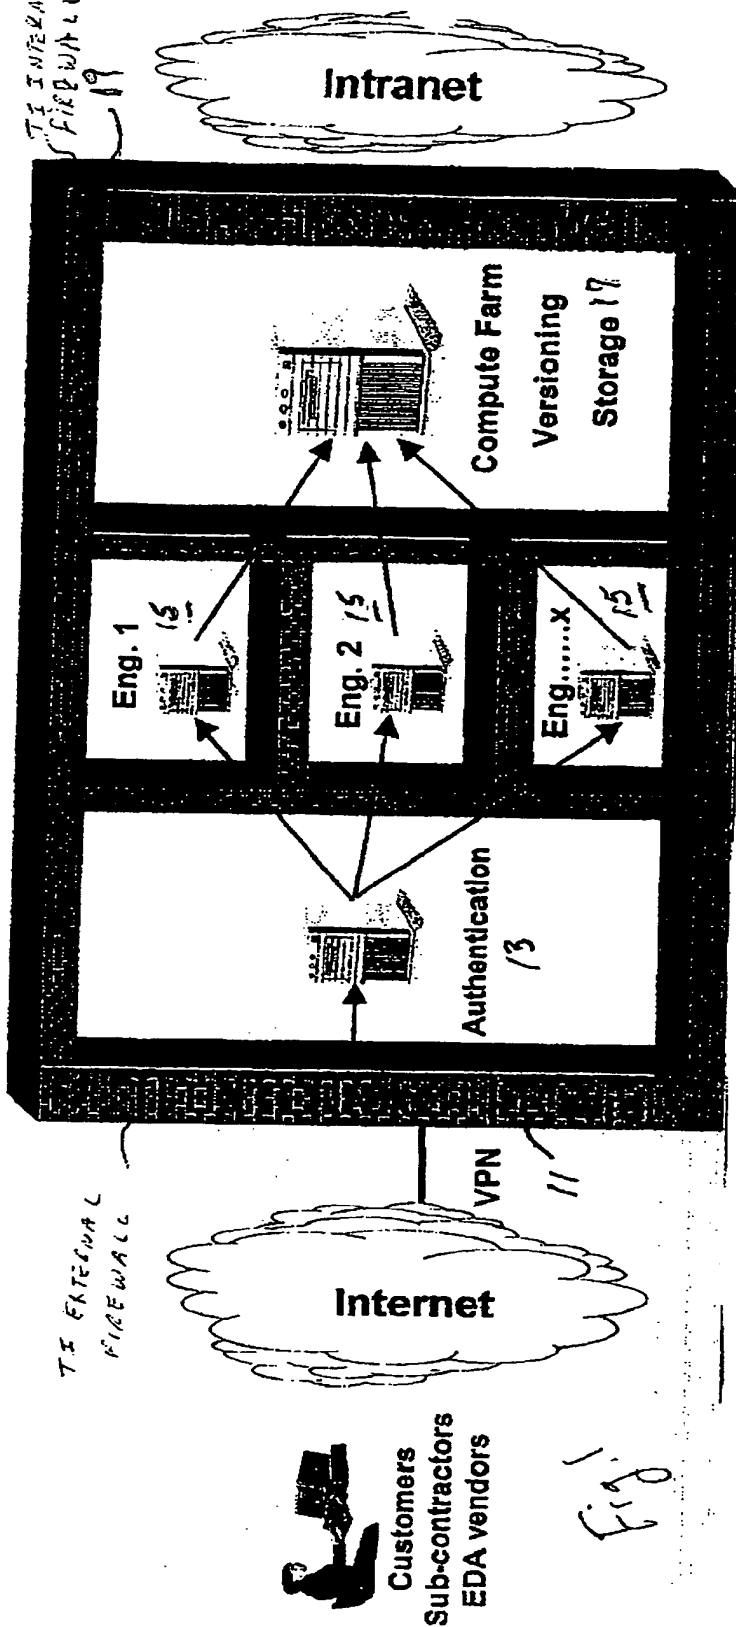 TI EXTERNAL
FIREWALL
Customers
Sub-contractors
EDA vendors
Internet
VPN
11
Authentication
13
Eng. 1
15
Eng. 2 15
Eng......X
15
Compute Farm
Versioning
Storage 17
TI INTERNA
FIREWALL
19
Intranet
Fig. 1